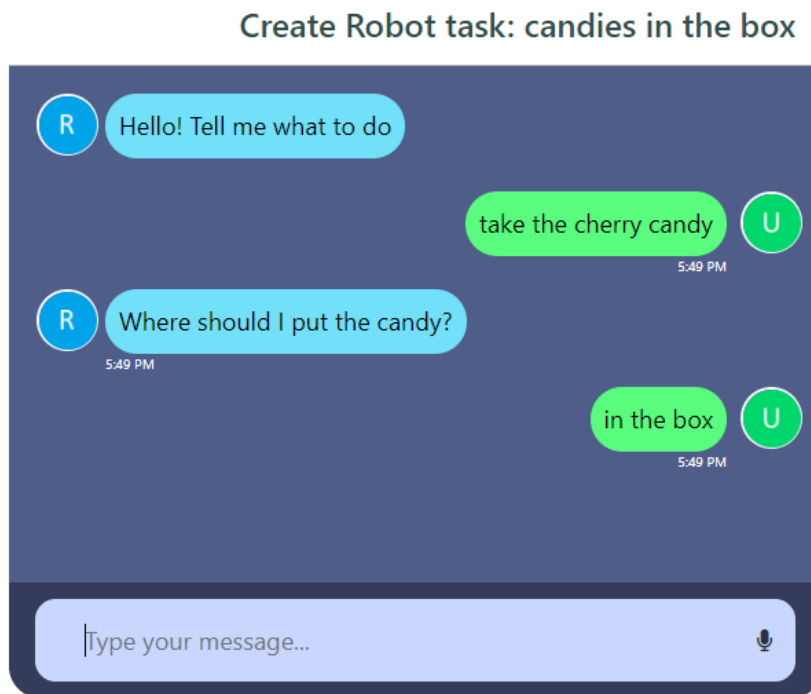 Create Robot task: candies in the box
R
Hello! Tell me what to do
take the cherry candy
U
5:49 PM
R
Where should I put the candy?
5:49 PM
in the box
U
5:49 PM
Type your message...